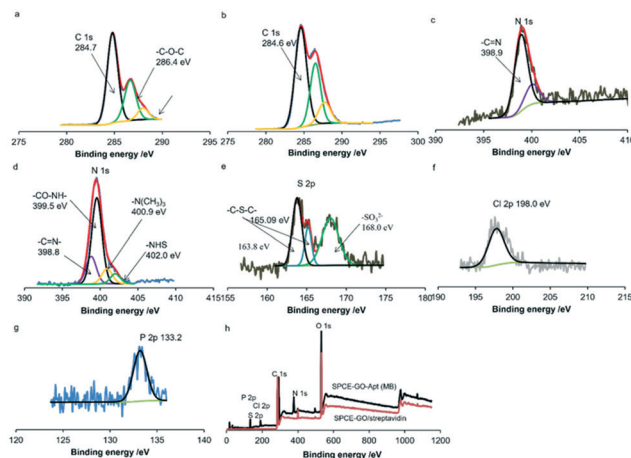 a
C 1s
284.7
-C-O-C
286.4 eV
275 280 285 290 295
Binding energy /eV
b
C 1s
284.6 eV
275 280 285 290 295 300
Binding energy /eV
c
N 1s
-C=N
398.9
390 395 400 405 410
Binding energy /eV
d
N 1s
-CO-NH-
399.5 eV
-N(CH3)3
400.9 eV
-C=N-
398.8
-NHS
402.0 eV
390 395 400 405 410 415
Binding energy /eV
e
S 2p
-C-S-C-
165.09 eV
163.8 eV
-SO3²⁻
168.0 eV
155 160 165 170 175 180
Binding energy /eV
f
Cl 2p 198.0 eV
190 195 200 205 210 215
Binding energy /eV
g
P 2p 133.2
120 125 130 135 140
Binding energy /eV
h
O 1s
C 1s
P 2p
Cl 2p
S 2p
N 1s
SPCE-GO-Apt (MB)
SPCE-GO/streptavidin
0 200 400 600 800 1000 1200
Binding energy /eV